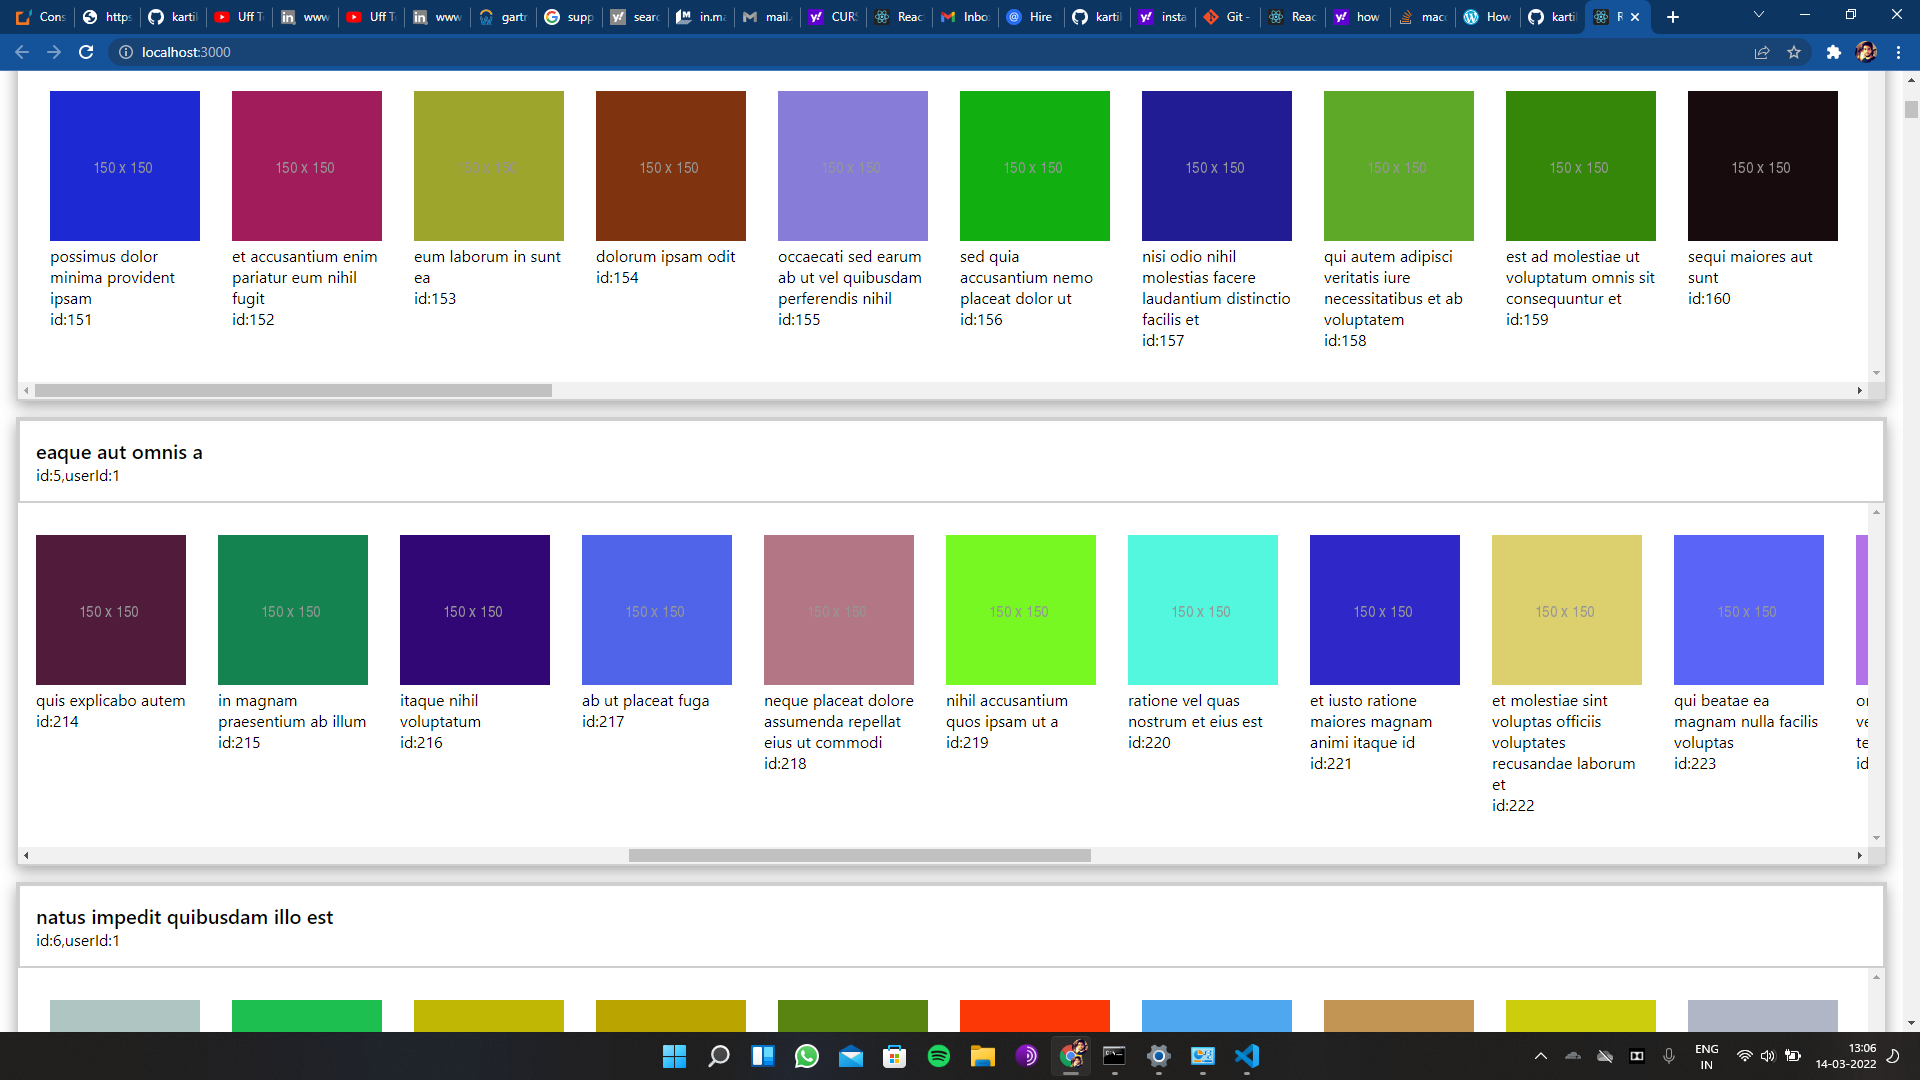 Cons
https
kartil
Uff T
www
Uff T
www
gartr
supp
searc
in.ma
mail.
CURS
Reac
Inbo
Hire
kartil
insta
Git -
Reac
how
macc
How
kartil
R
localhost:3000
150 x 150
150 x 150
150 x 150
150 x 150
150 x 150
150 x 150
150 x 150
150 x 150
150 x 150
150 x 150
possimus dolor
minima provident
ipsam
id:151
et accusantium enim
pariatur eum nihil
fugit
id:152
eum laborum in sunt
ea
id:153
dolorum ipsam odit
id:154
occaecati sed earum
ab ut vel quibusdam
perferendis nihil
id:155
sed quia
accusantium nemo
placeat dolor ut
id:156
nisi odio nihil
molestias facere
laudantium distinctio
facilis et
id:157
qui autem adipisci
veritatis iure
necessitatibus et ab
voluptatem
id:158
est ad molestiae ut
voluptatum omnis sit
consequuntur et
id:159
sequi maiores aut
sunt
id:160
eaque aut omnis a
id:5,userId:1
150 x 150
150 x 150
150 x 150
150 x 150
150 x 150
150 x 150
150 x 150
150 x 150
150 x 150
150 x 150
quis explicabo autem
id:214
in magnam
praesentium ab illum
id:215
itaque nihil
voluptatum
id:216
ab ut placeat fuga
id:217
neque placeat dolore
assumenda repellat
eius ut commodi
id:218
nihil accusantium
quos ipsam ut a
id:219
ratione vel quas
nostrum et eius est
id:220
et iusto ratione
maiores magnam
animi itaque id
id:221
et molestiae sint
voluptas officiis
voluptates
recusandae laborum
et
id:222
qui beatae ea
magnam nulla facilis
voluptas
id:223
ve
te
id
natus impedit quibusdam illo est
id:6,userId:1
ENG
IN
13:06
14-03-2022